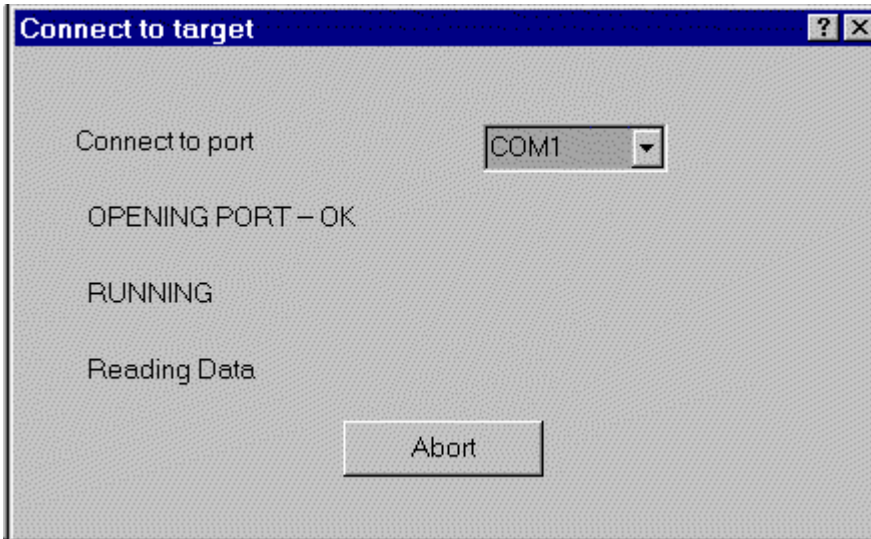 Connect to target
Connect to port COM1
OPENING PORT – OK
RUNNING
Reading Data
Abort